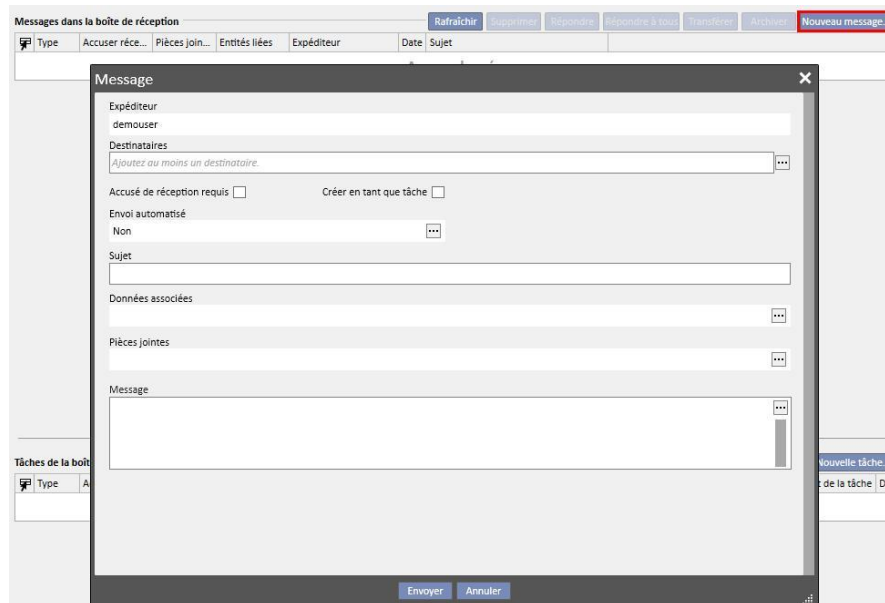 Messages dans la boîte de réception Rafraîchir Supprimer Répondre Répondre à tous Transférer Archiver Nouveau message.
Type Accuser réce... Pièces join... Entités liées Expéditeur Date Sujet
Message
Expéditeur
demouser
Destinataires
Ajoutez au moins un destinataire.
Accusé de réception requis Créer en tant que tâche
Envoi automatisé
Non
Sujet
Données associées
Pièces jointes
Message
Tâches de la boît Nouvelle tâche.
Type A t de la tâche D
Envoyer Annuler